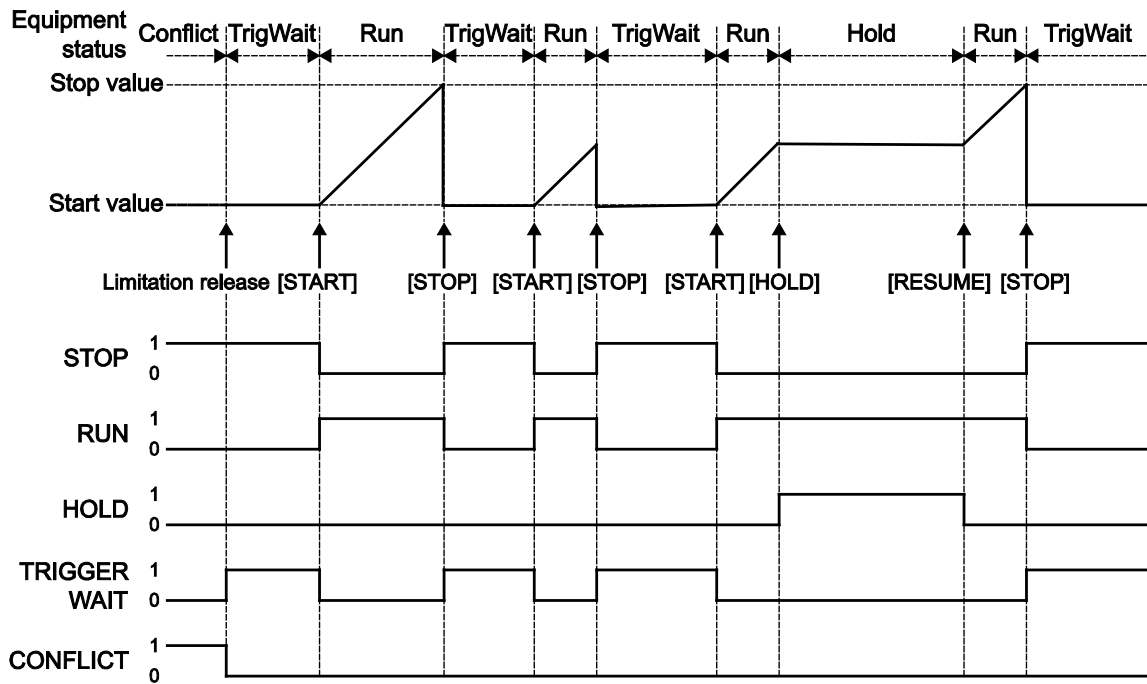 Equipment status
Conflict TrigWait Run TrigWait Run TrigWait Run Hold Run TrigWait
Stop value
Start value
Limitation release [START] [STOP] [START] [STOP] [START] [HOLD] [RESUME] [STOP]
STOP 1
0
RUN 1
0
HOLD 1
0
TRIGGER WAIT 1
0
CONFLICT 1
0